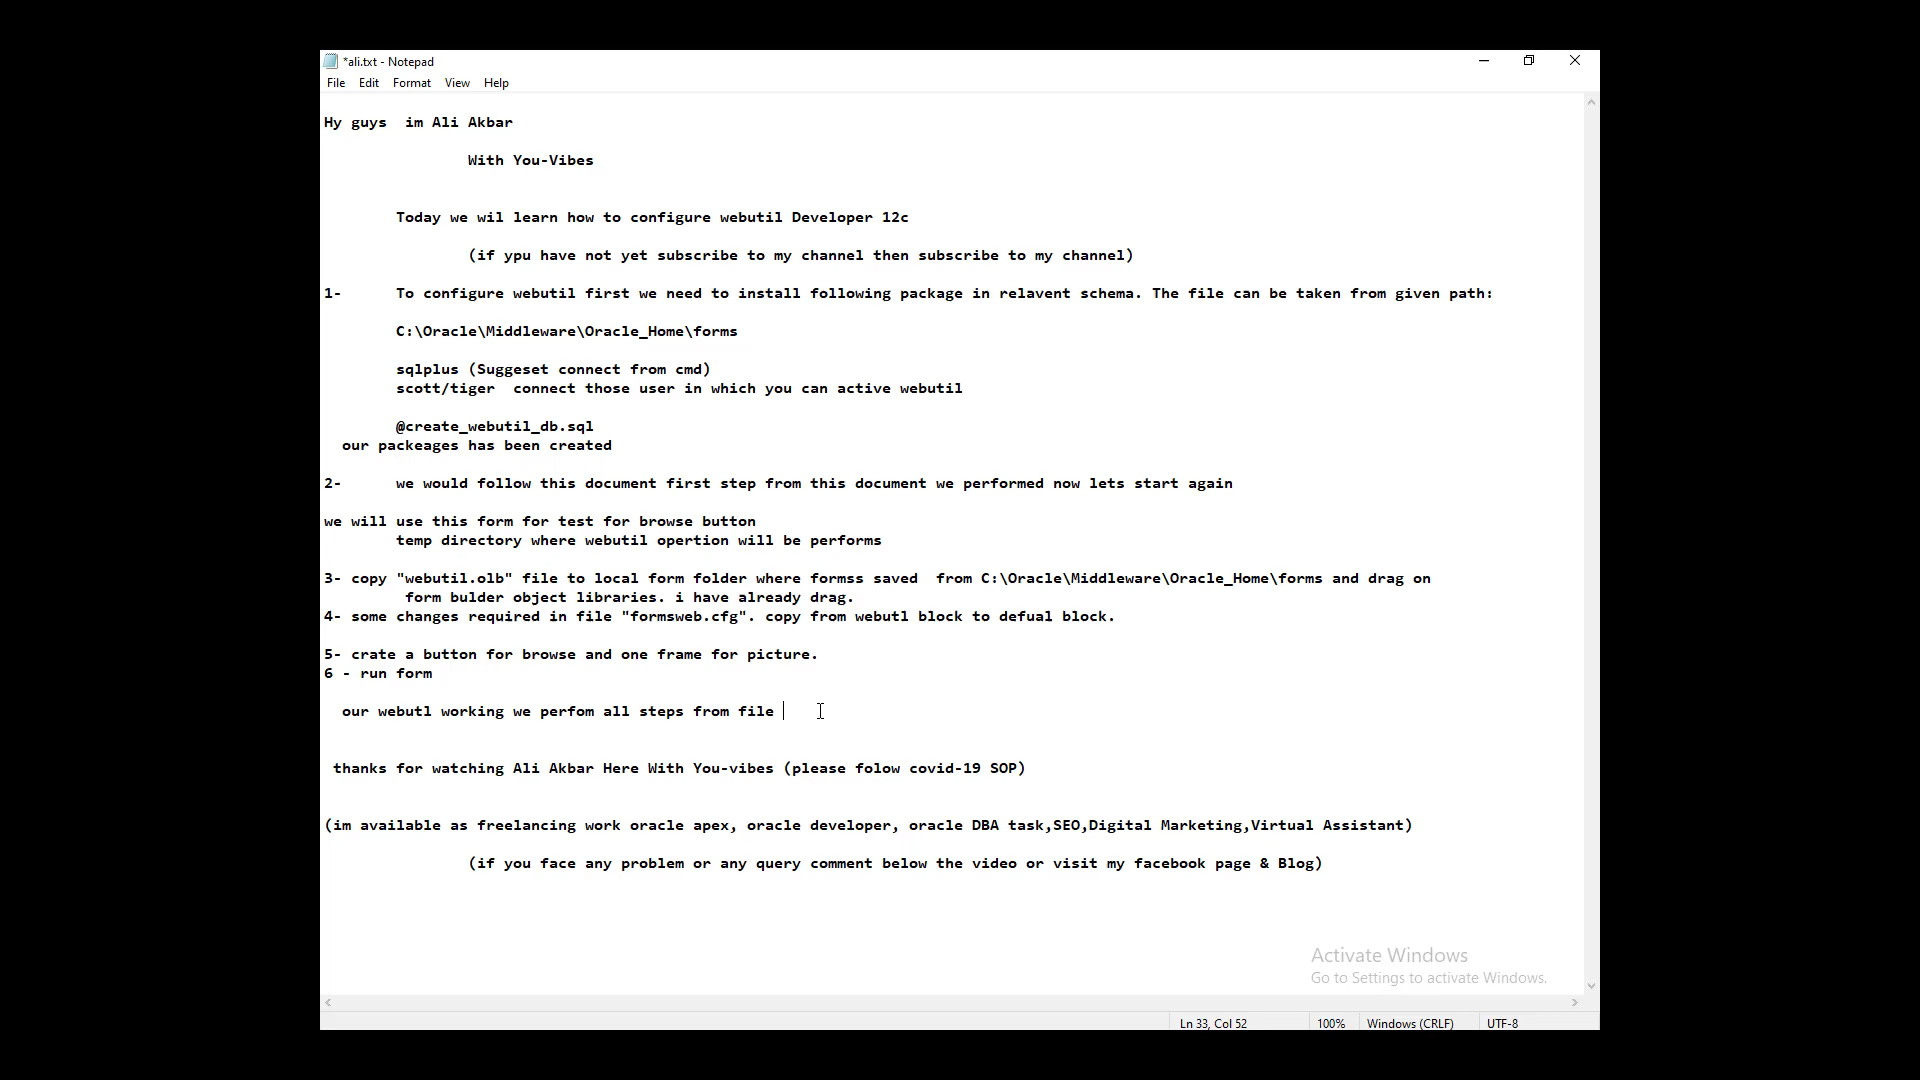 *ali.txt - Notepad
File Edit Format View Help
Hy guys  im Ali Akbar
With You-Vibes
Today we wil learn how to configure webutil Developer 12c
(if ypu have not yet subscribe to my channel then subscribe to my channel)
1- To configure webutil first we need to install following package in relavent schema. The file can be taken from given path:
C:\Oracle\Middleware\Oracle_Home\forms
sqlplus (Suggeset connect from cmd)
scott/tiger  connect those user in which you can active webutil
@create_webutil_db.sql
our packeages has been created
2- we would follow this document first step from this document we performed now lets start again
we will use this form for test for browse button
temp directory where webutil opertion will be performs
3- copy "webutil.olb" file to local form folder where formss saved  from C:\Oracle\Middleware\Oracle_Home\forms and drag on
form bulder object libraries. i have already drag.
4- some changes required in file "formsweb.cfg". copy from webutl block to defual block.
5- crate a button for browse and one frame for picture.
6 - run form
our webutl working we perfom all steps from file
thanks for watching Ali Akbar Here With You-vibes (please folow covid-19 SOP)
(im available as freelancing work oracle apex, oracle developer, oracle DBA task,SEO,Digital Marketing,Virtual Assistant)
(if you face any problem or any query comment below the video or visit my facebook page & Blog)
Activate Windows
Go to Settings to activate Windows.
Ln 33, Col 52 100% Windows (CRLF) UTF-8